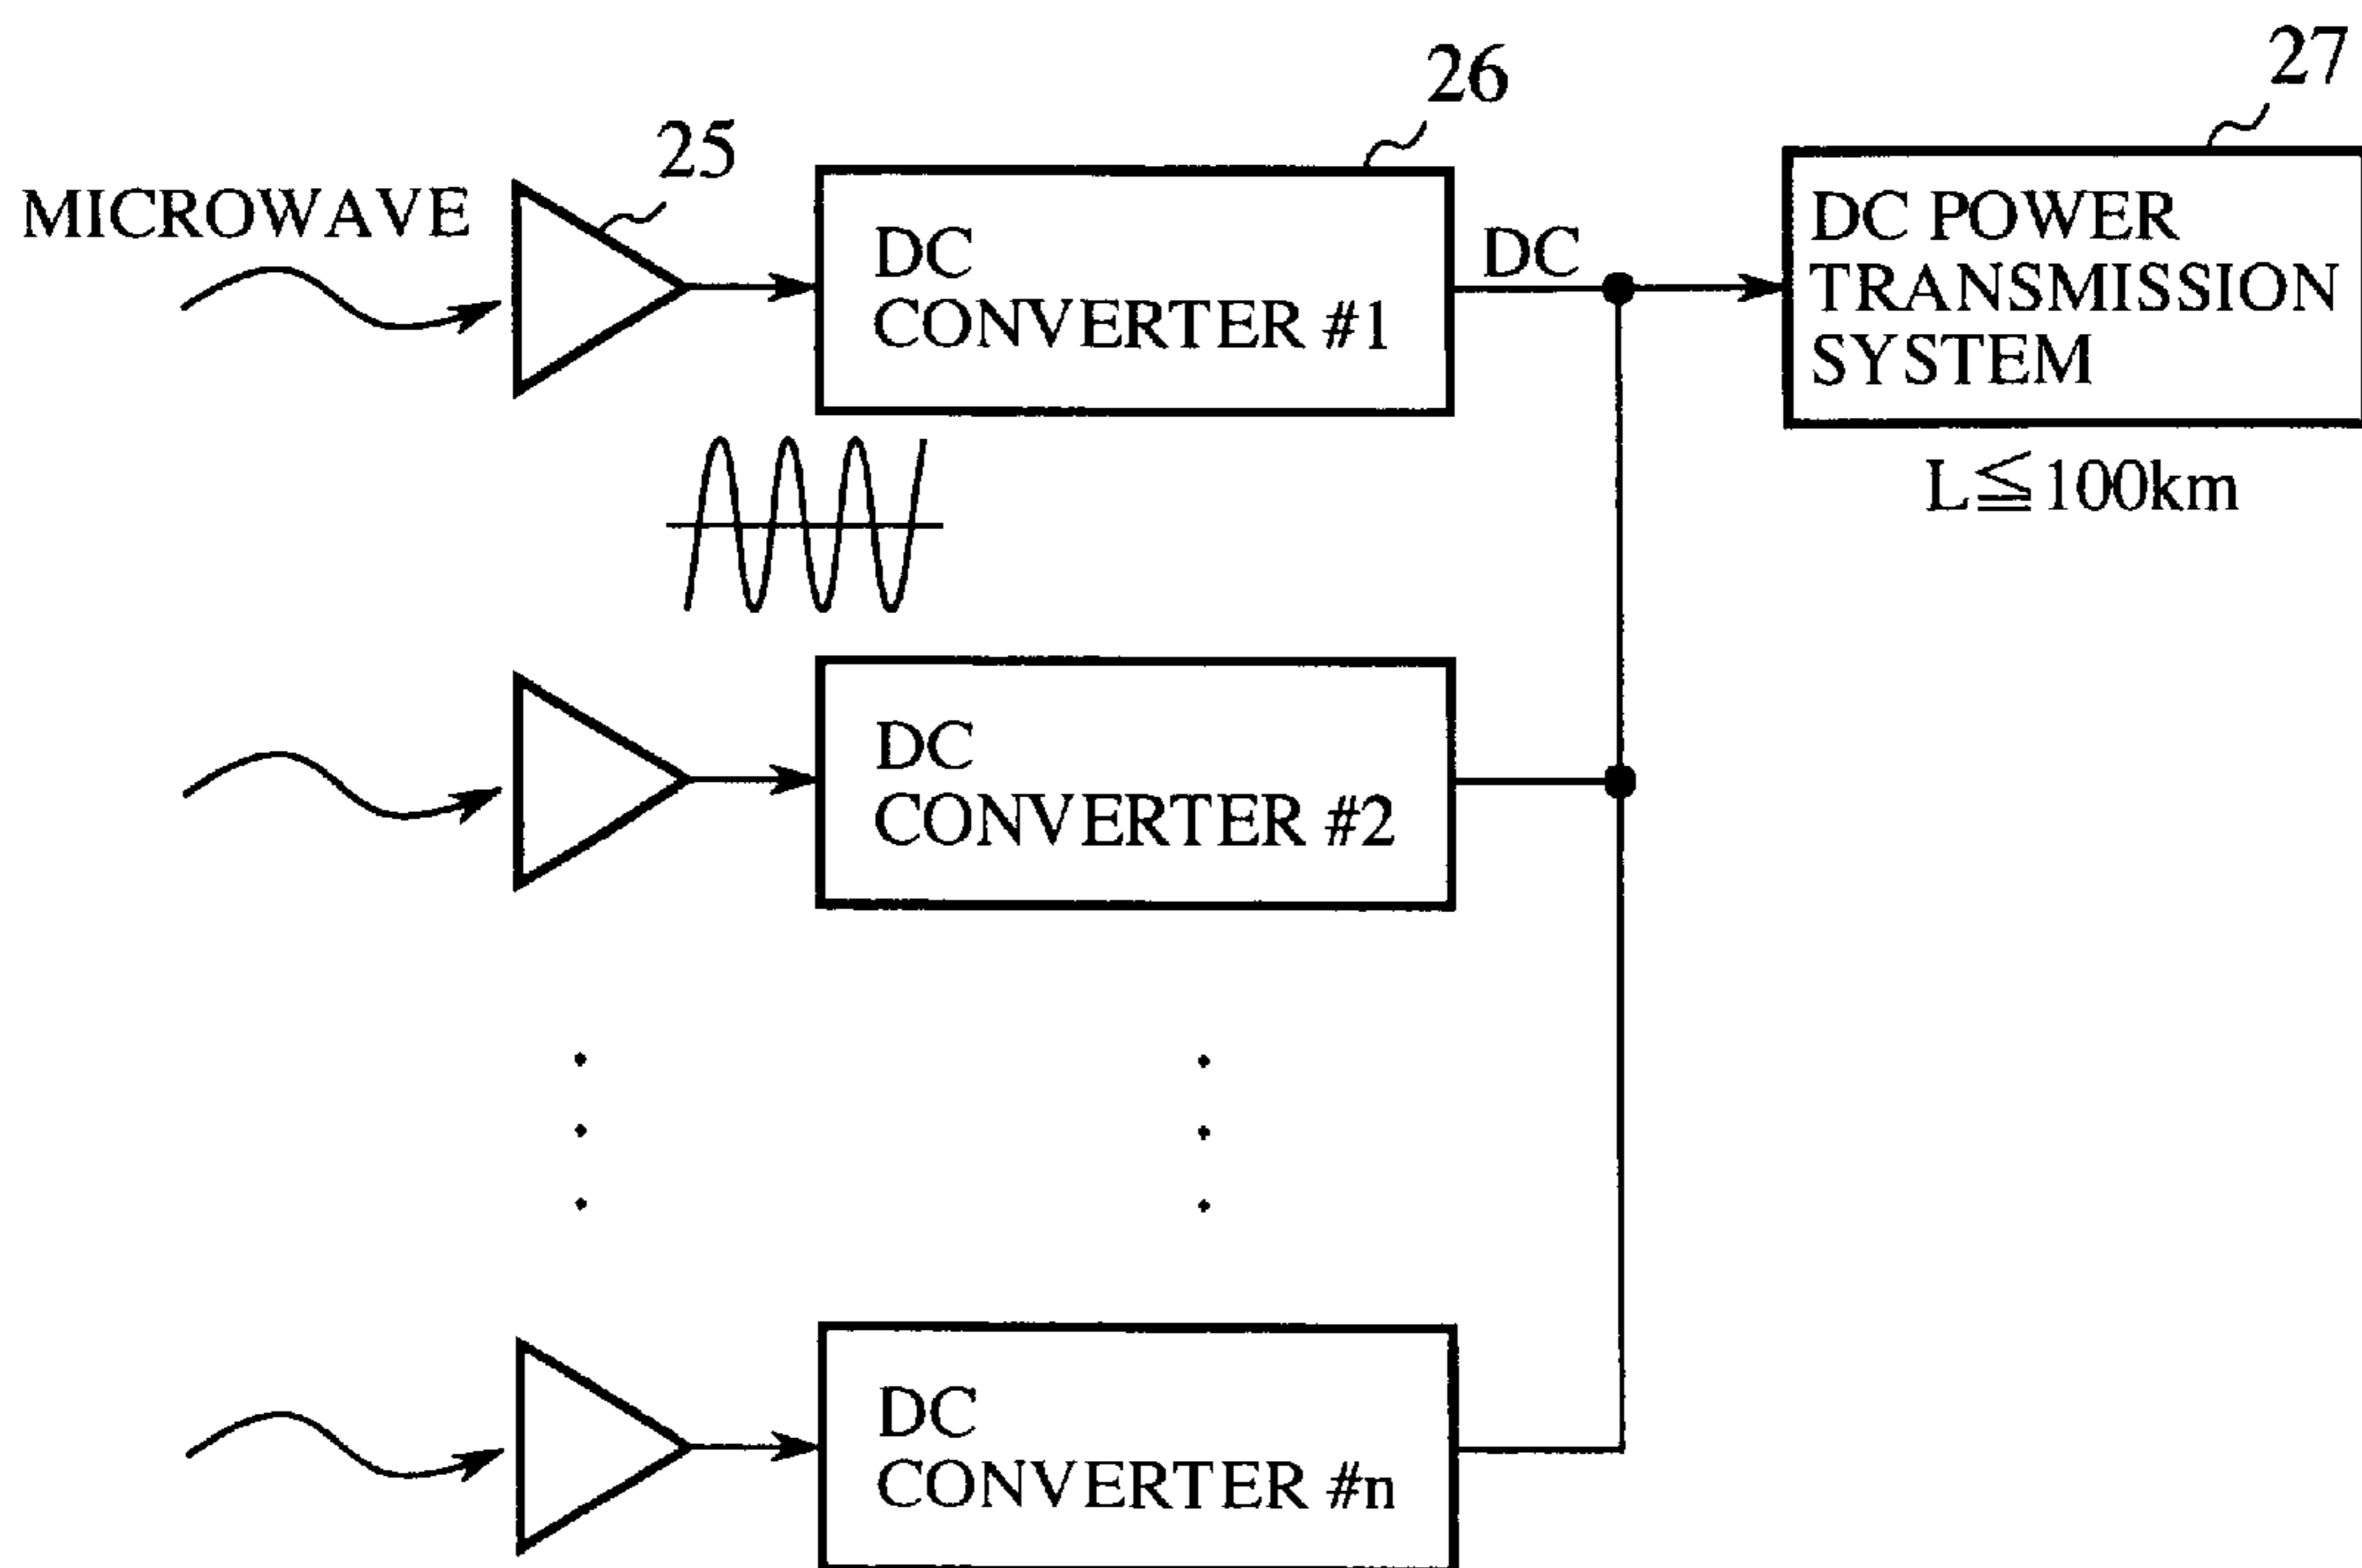 27
26
25
MICROWAVE
DC
CONVERTER #1
DC
DC POWER
TRANSMISSION
SYSTEM
L≦100km
DC
CONVERTER #2
DC
CONVERTER #n